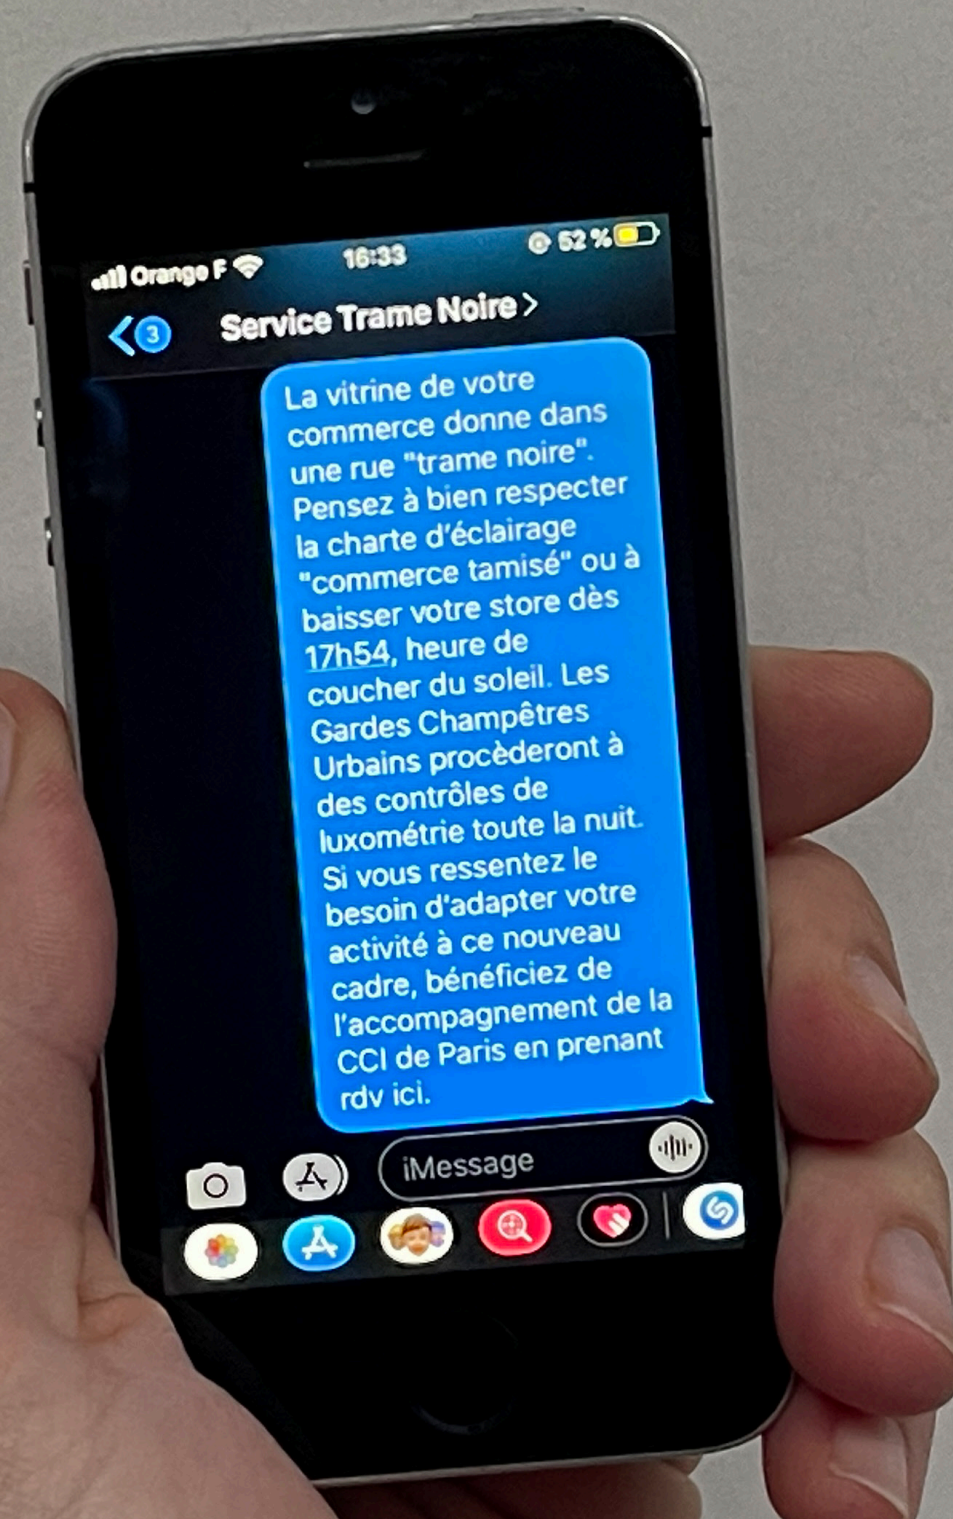 Orange F 16:33 52 %
3 Service Trame Noire >
La vitrine de votre
commerce donne dans
une rue "trame noire".
Pensez à bien respecter
la charte d'éclairage
"commerce tamisé" ou à
baisser votre store dès
17h54, heure de
coucher du soleil. Les
Gardes Champêtres
Urbains procèderont à
des contrôles de
luxométrie toute la nuit.
Si vous ressentez le
besoin d'adapter votre
activité à ce nouveau
cadre, bénéficiez de
l'accompagnement de la
CCI de Paris en prenant
rdv ici.
iMessage